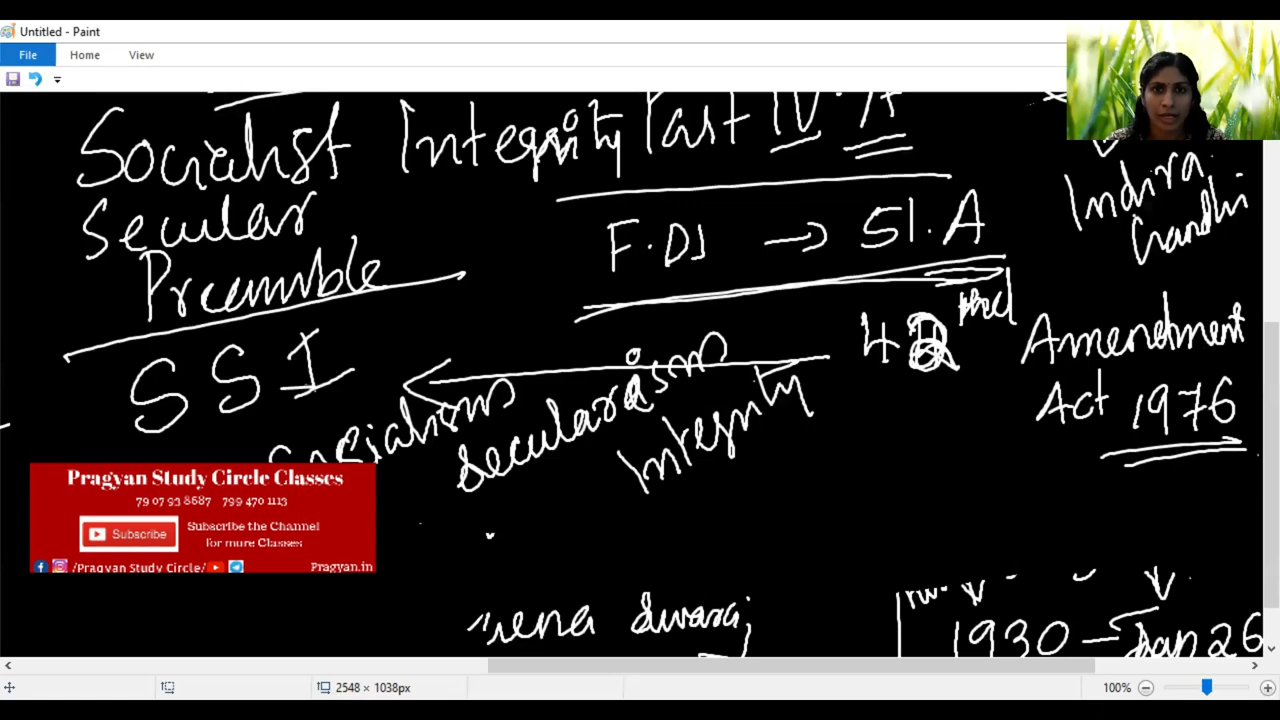 Untitled - Paint
File Home View
Socialist Integrity Part IV. A
Secular
Preamble
F.D → 51.A
Indira
Gandhi
SSI
42nd Amendment
Act 1976
Socialism
Secularism
Integrity
Pragyan Study Circle Classes
79 07 93 8687 799 470 1113
Subscribe
Subscribe the Channel
for more Classes
/Pragyan Study Circle/
Pragyan.in
Swaraj
1930 - Jan 26
2548 × 1038px
100%